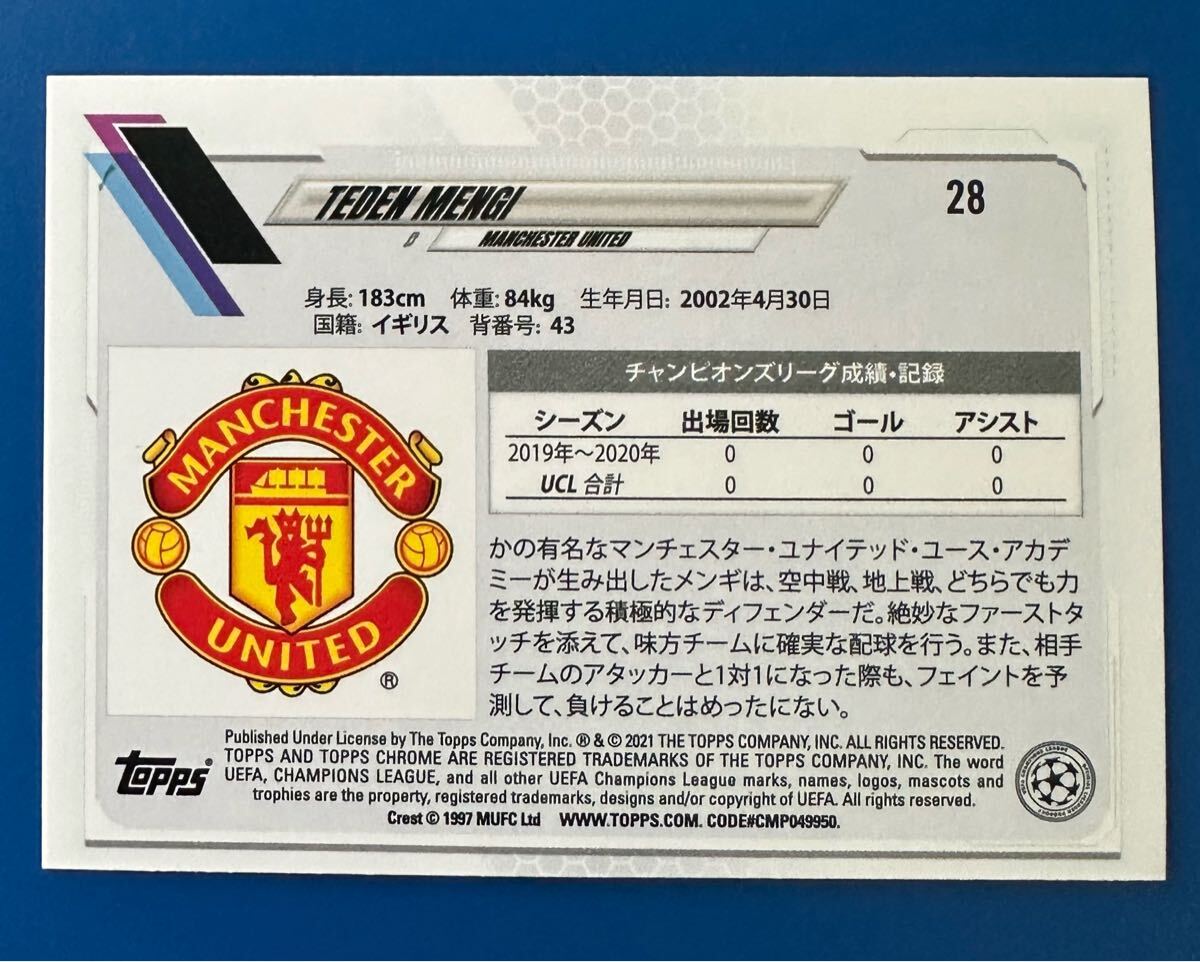 TEDEN MENGI
28
D MANCHESTER UNITED
身長: 183cm 体重: 84kg 生年月日: 2002年4月30日
国籍: イギリス 背番号: 43
MANCHESTER
UNITED
®
チャンピオンズリーグ成績・記録
シーズン 出場回数 ゴール アシスト
2019年～2020年 0 0 0
UCL 合計 0 0 0
かの有名なマンチェスター・ユナイテッド・ユース・アカデ
ミーが生み出したメンギは、空中戦、地上戦、どちらでも力
を発揮する積極的なディフェンダーだ。絶妙なファーストタ
ッチを添えて、味方チームに確実な配球を行う。また、相手
チームのアタッカーと1対1になった際も、フェイントを予
測して、負けることはめったにない。
topps®
Published Under License by The Topps Company, Inc. ® & © 2021 THE TOPPS COMPANY, INC. ALL RIGHTS RESERVED.
TOPPS AND TOPPS CHROME ARE REGISTERED TRADEMARKS OF THE TOPPS COMPANY, INC. The word
UEFA, CHAMPIONS LEAGUE, and all other UEFA Champions League marks, names, logos, mascots and
trophies are the property, registered trademarks, designs and/or copyright of UEFA. All rights reserved.
Crest © 1997 MUFC Ltd WWW.TOPPS.COM. CODE#CMP049950.